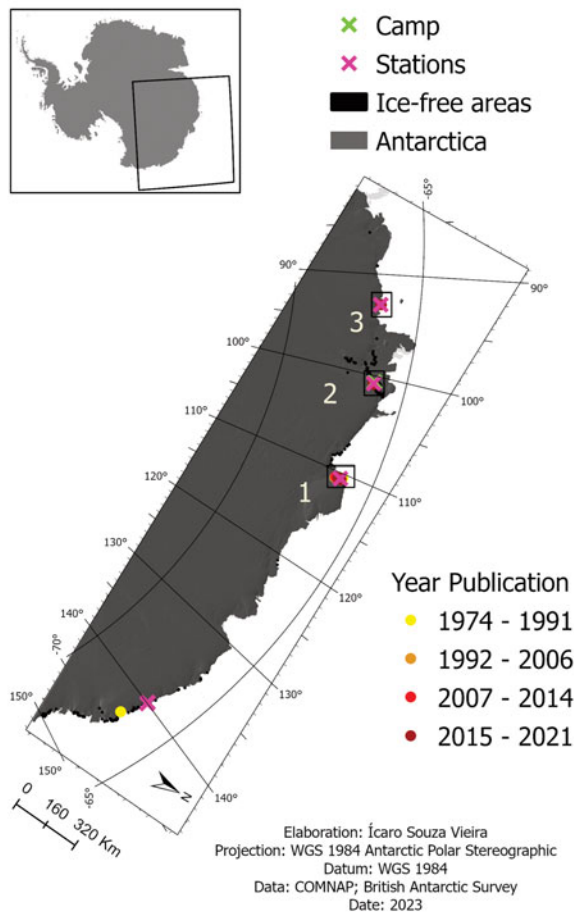 Camp
Stations
Ice-free areas
Antarctica
-65°
90°
90°
3
100°
2
100°
110°
1
110°
120°
120°
130°
130°
140°
-70°
150°
150°
-65°
140°
N
0 160 320 Km
Year Publication
1974 - 1991
1992 - 2006
2007 - 2014
2015 - 2021
Elaboration: Ícaro Souza Vieira
Projection: WGS 1984 Antarctic Polar Stereographic
Datum: WGS 1984
Data: COMNAP; British Antarctic Survey
Date: 2023